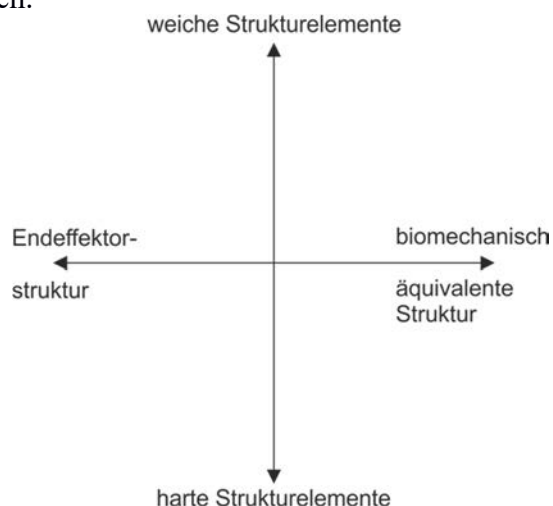 weiche Strukturelemente
Endeffektor-
struktur
biomechanisch
äquivalente
Struktur
harte Strukturelemente